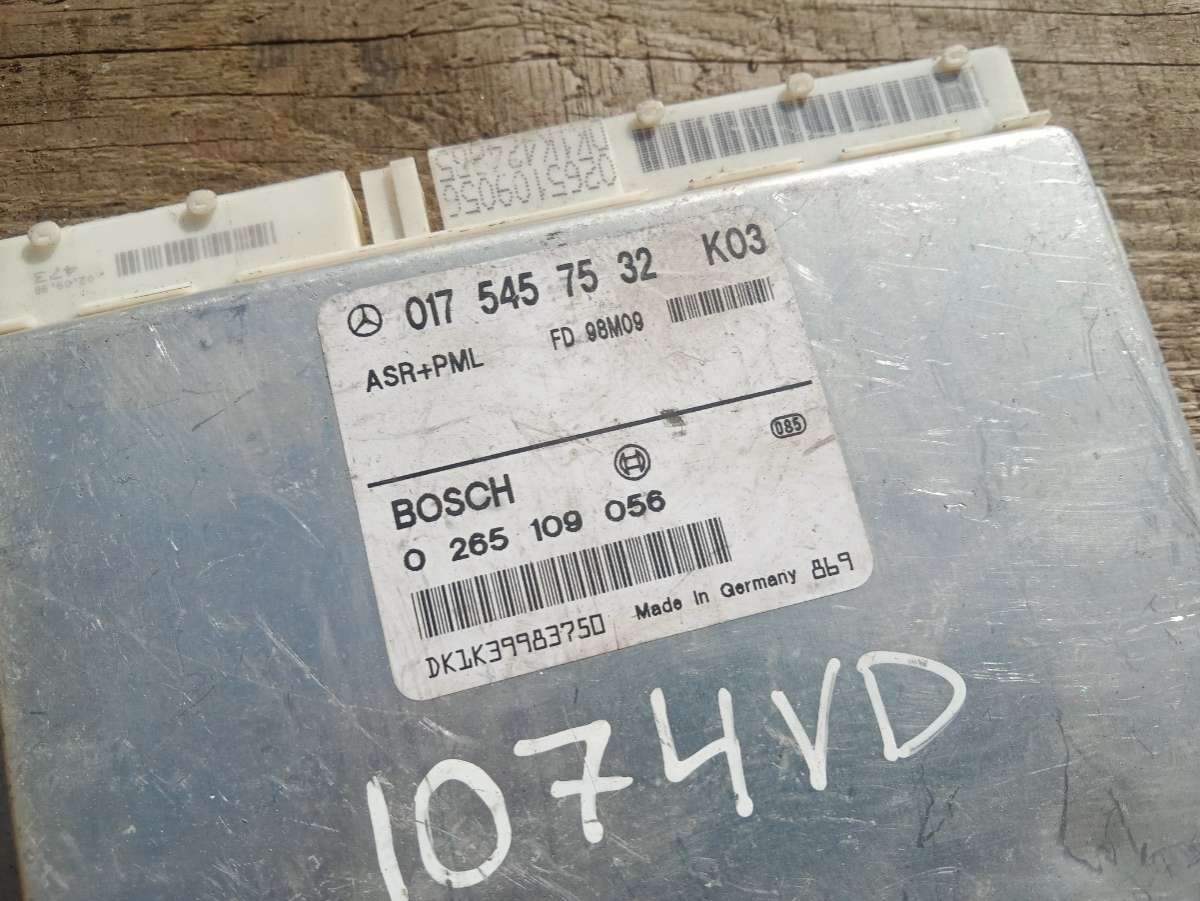 0265109056
017 545 75 32 K03
ASR+PML FD 98M09
085
BOSCH
0 265 109 056
DK1K39983750 Made in Germany 869
1074VD